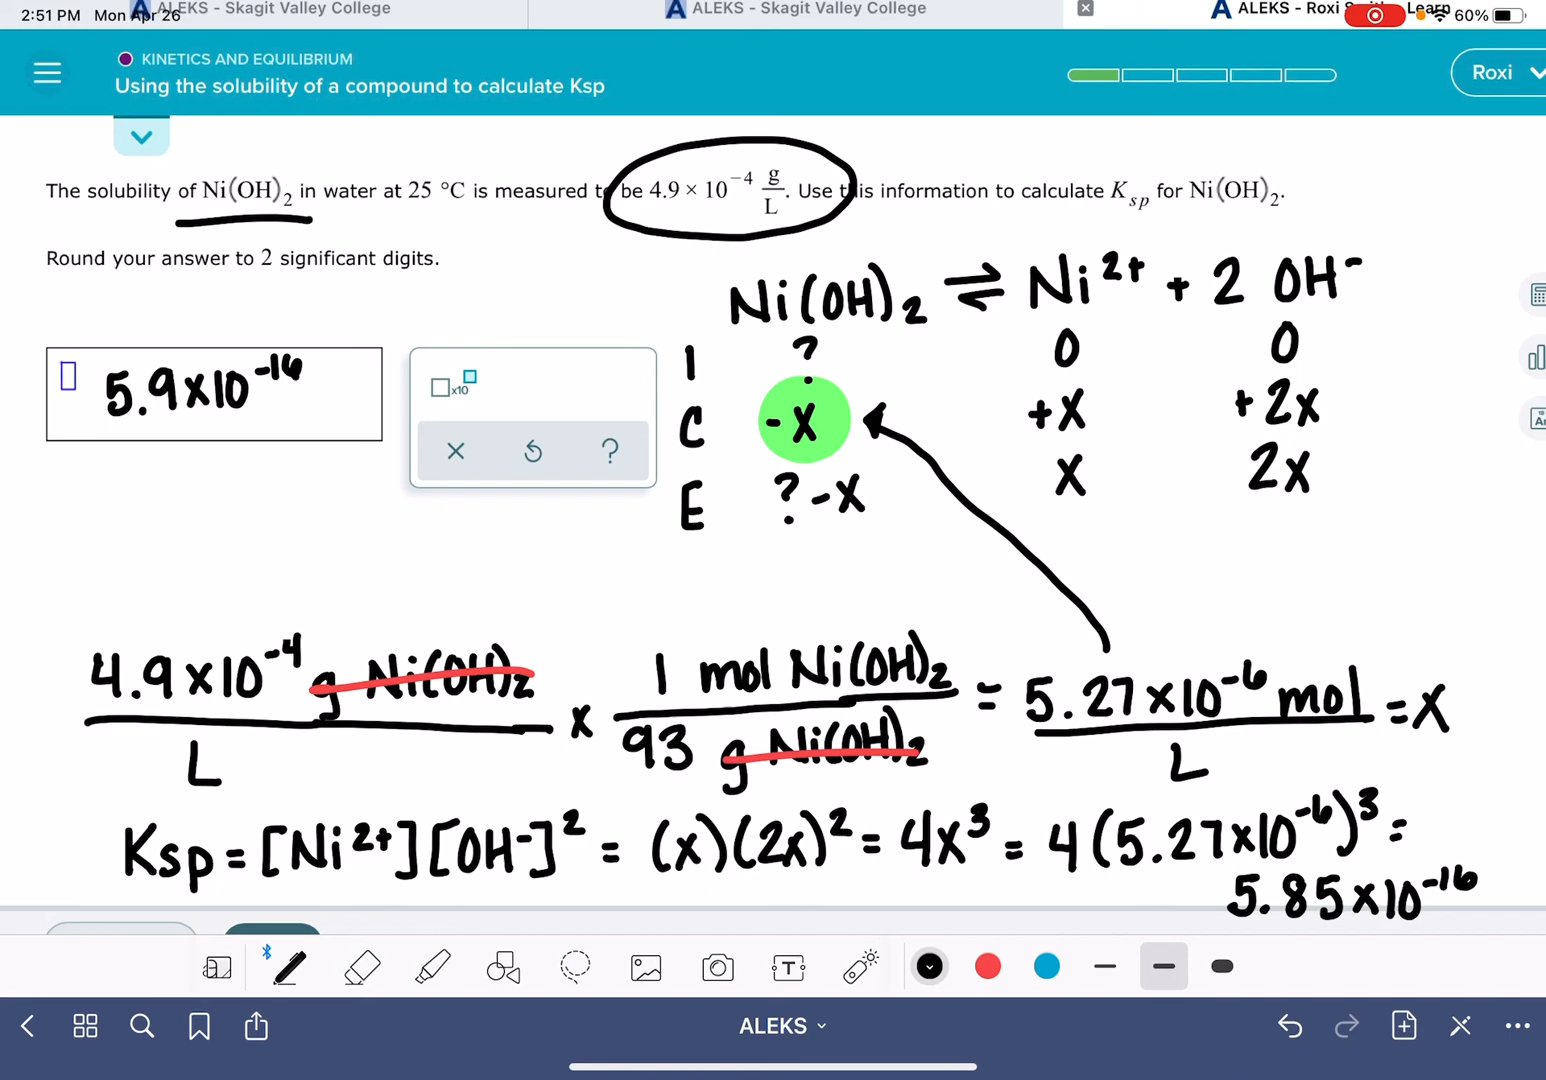 2:51 PM Mon Apr 26
ALEKS - Skagit Valley College
ALEKS - Skagit Valley College
ALEKS - Roxi Learn
60%
KINETICS AND EQUILIBRIUM
Using the solubility of a compound to calculate Ksp
Roxi
The solubility of Ni(OH)₂ in water at 25 °C is measured to be 4.9 × 10⁻⁴ g/L. Use this information to calculate Kₛₚ for Ni(OH)₂.
Round your answer to 2 significant digits.
Ni(OH)₂ ⇌ Ni²⁺ + 2 OH⁻
5.9x10⁻¹⁶
x10
I ? 0 0
C -x +x +2x
E ?-x x 2x
4.9x10⁻⁴ g Ni(OH)₂ / L x 1 mol Ni(OH)₂ / 93 g Ni(OH)₂ = 5.27x10⁻⁶ mol / L = x
Ksp = [Ni²⁺][OH⁻]² = (x)(2x)² = 4x³ = 4(5.27x10⁻⁶)³ =
5.85x10⁻¹⁶
T
ALEKS